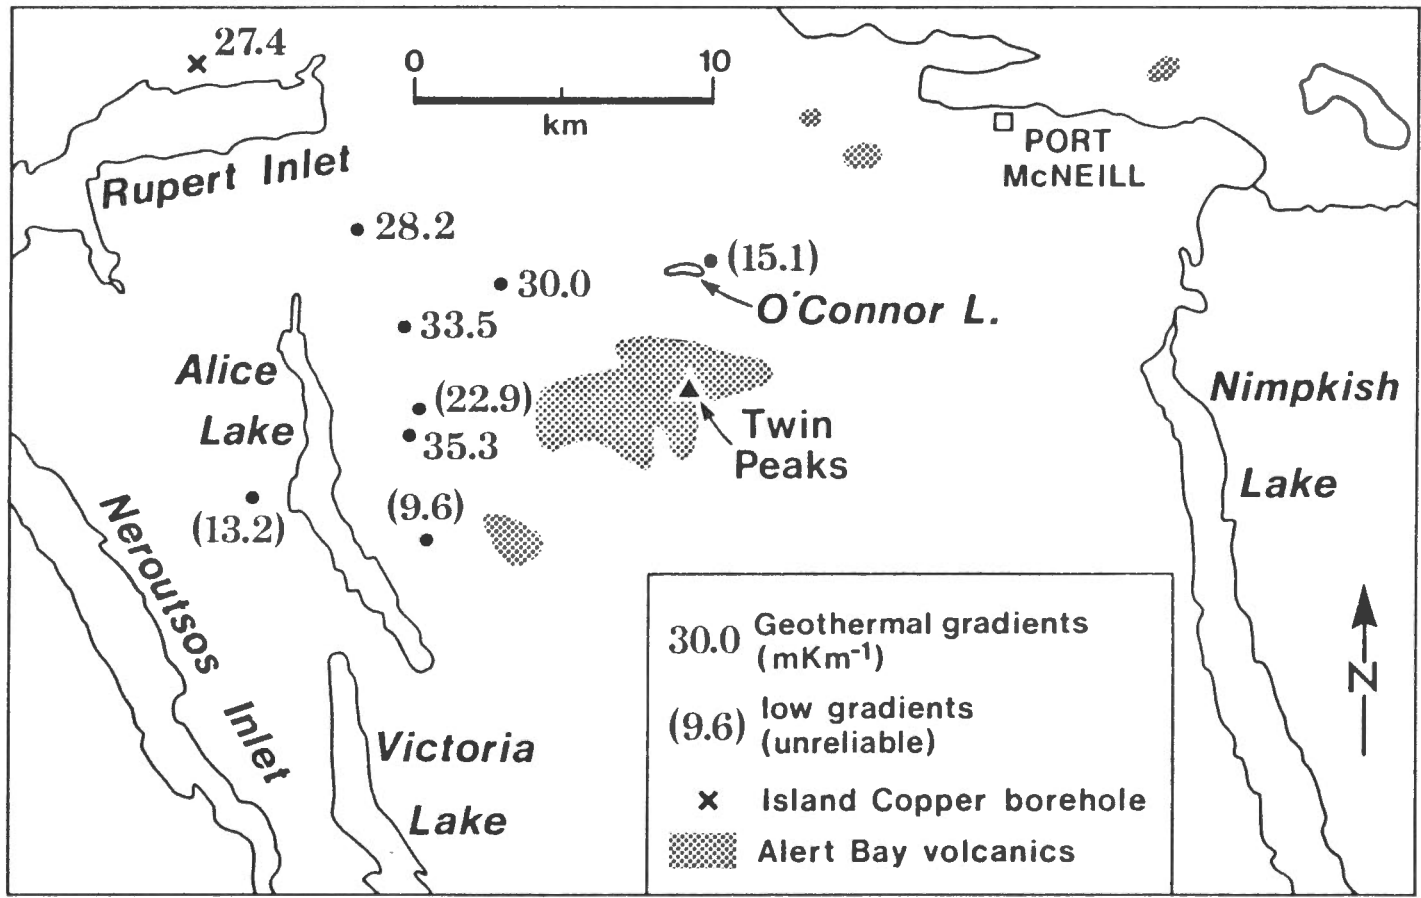 27.4
0 10
km
PORT
McNEILL
Rupert Inlet
28.2
(15.1)
30.0
O'Connor L.
33.5
Alice
Lake
(22.9)
35.3
Twin
Peaks
Nimpkish
Lake
(13.2)
(9.6)
Neroutsos Inlet
Victoria
Lake
30.0 Geothermal gradients
(mKm⁻¹)
(9.6) low gradients
(unreliable)
× Island Copper borehole
Alert Bay volcanics
N